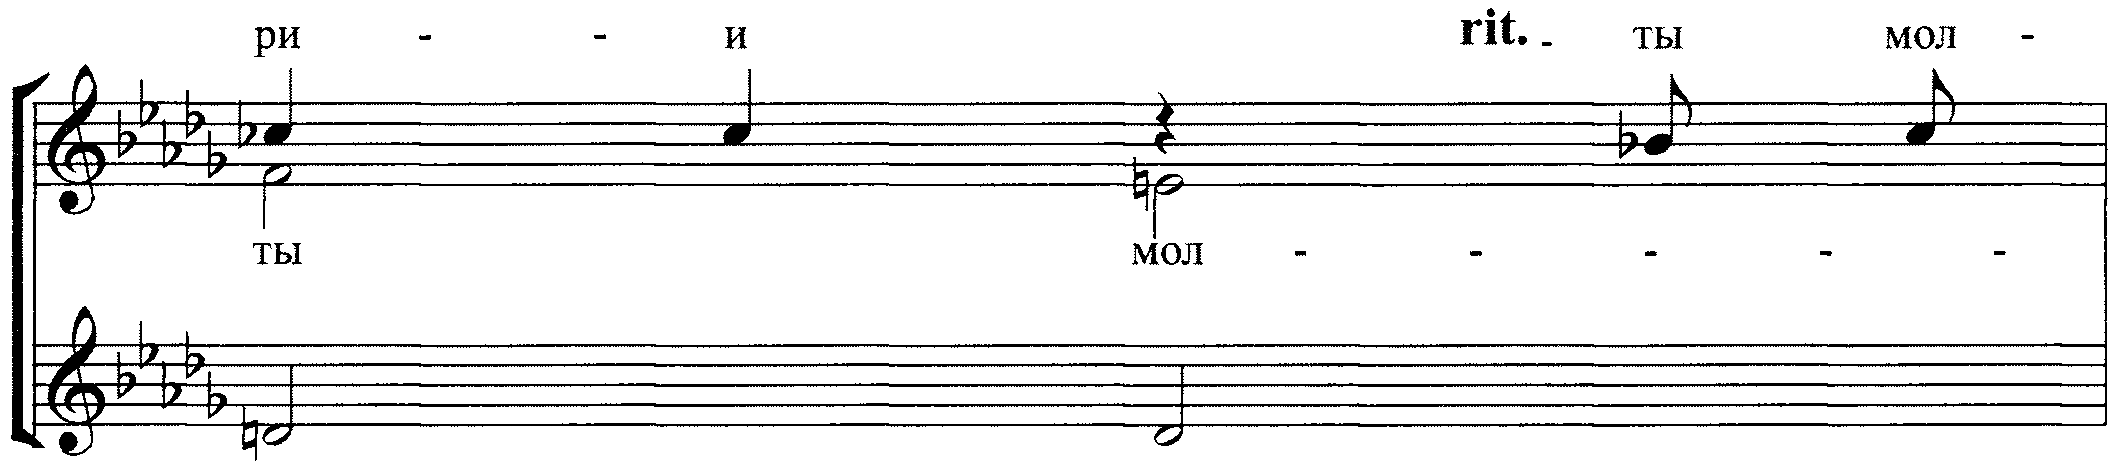 ри - - и rit. - ты мол -
ты мол - - - - -